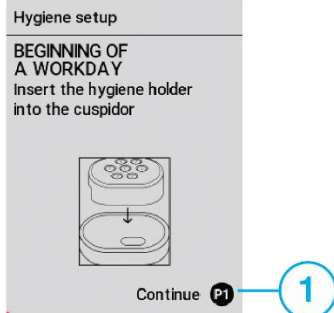 Hygiene setup
BEGINNING OF
A WORKDAY
Insert the hygiene holder
into the cuspidor
Continue P1
1